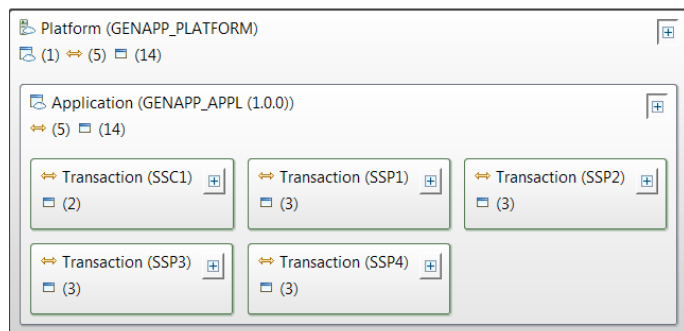 Platform (GENAPP_PLATFORM)
(1) (5) (14)
Application (GENAPP_APPL (1.0.0))
(5) (14)
Transaction (SSC1) Transaction (SSP1) Transaction (SSP2)
(2) (3) (3)
Transaction (SSP3) Transaction (SSP4)
(3) (3)